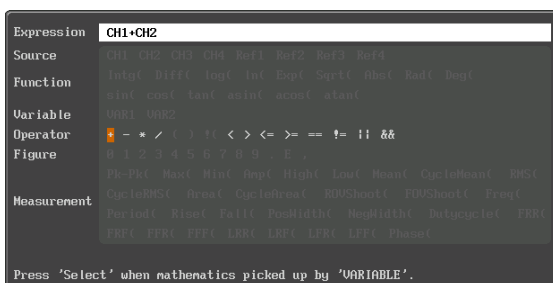 Expression CH1+CH2
Source CH1 CH2 CH3 CH4 Ref1 Ref2 Ref3 Ref4
Function Intg( Diff( log( ln( Exp( Sqrt( Abs( Rad( Deg(
sin( cos( tan( asin( acos( atan(
Variable VAR1 VAR2
Operator + - * / ( ) !( < > <= >= == != || &&
Figure 0 1 2 3 4 5 6 7 8 9 . E ,
Pk-Pk( Max( Min( Amp( High( Low( Mean( CycleMean( RMS(
Measurement CycleRMS( Area( CycleArea( ROVShoot( FOVShoot( Freq(
Period( Rise( Fall( PosWidth( NegWidth( Dutycycle( FRR(
FRF( FFR( FFF( LRR( LRF( LFR( LFF( Phase(
Press 'Select' when mathematics picked up by 'VARIABLE'.